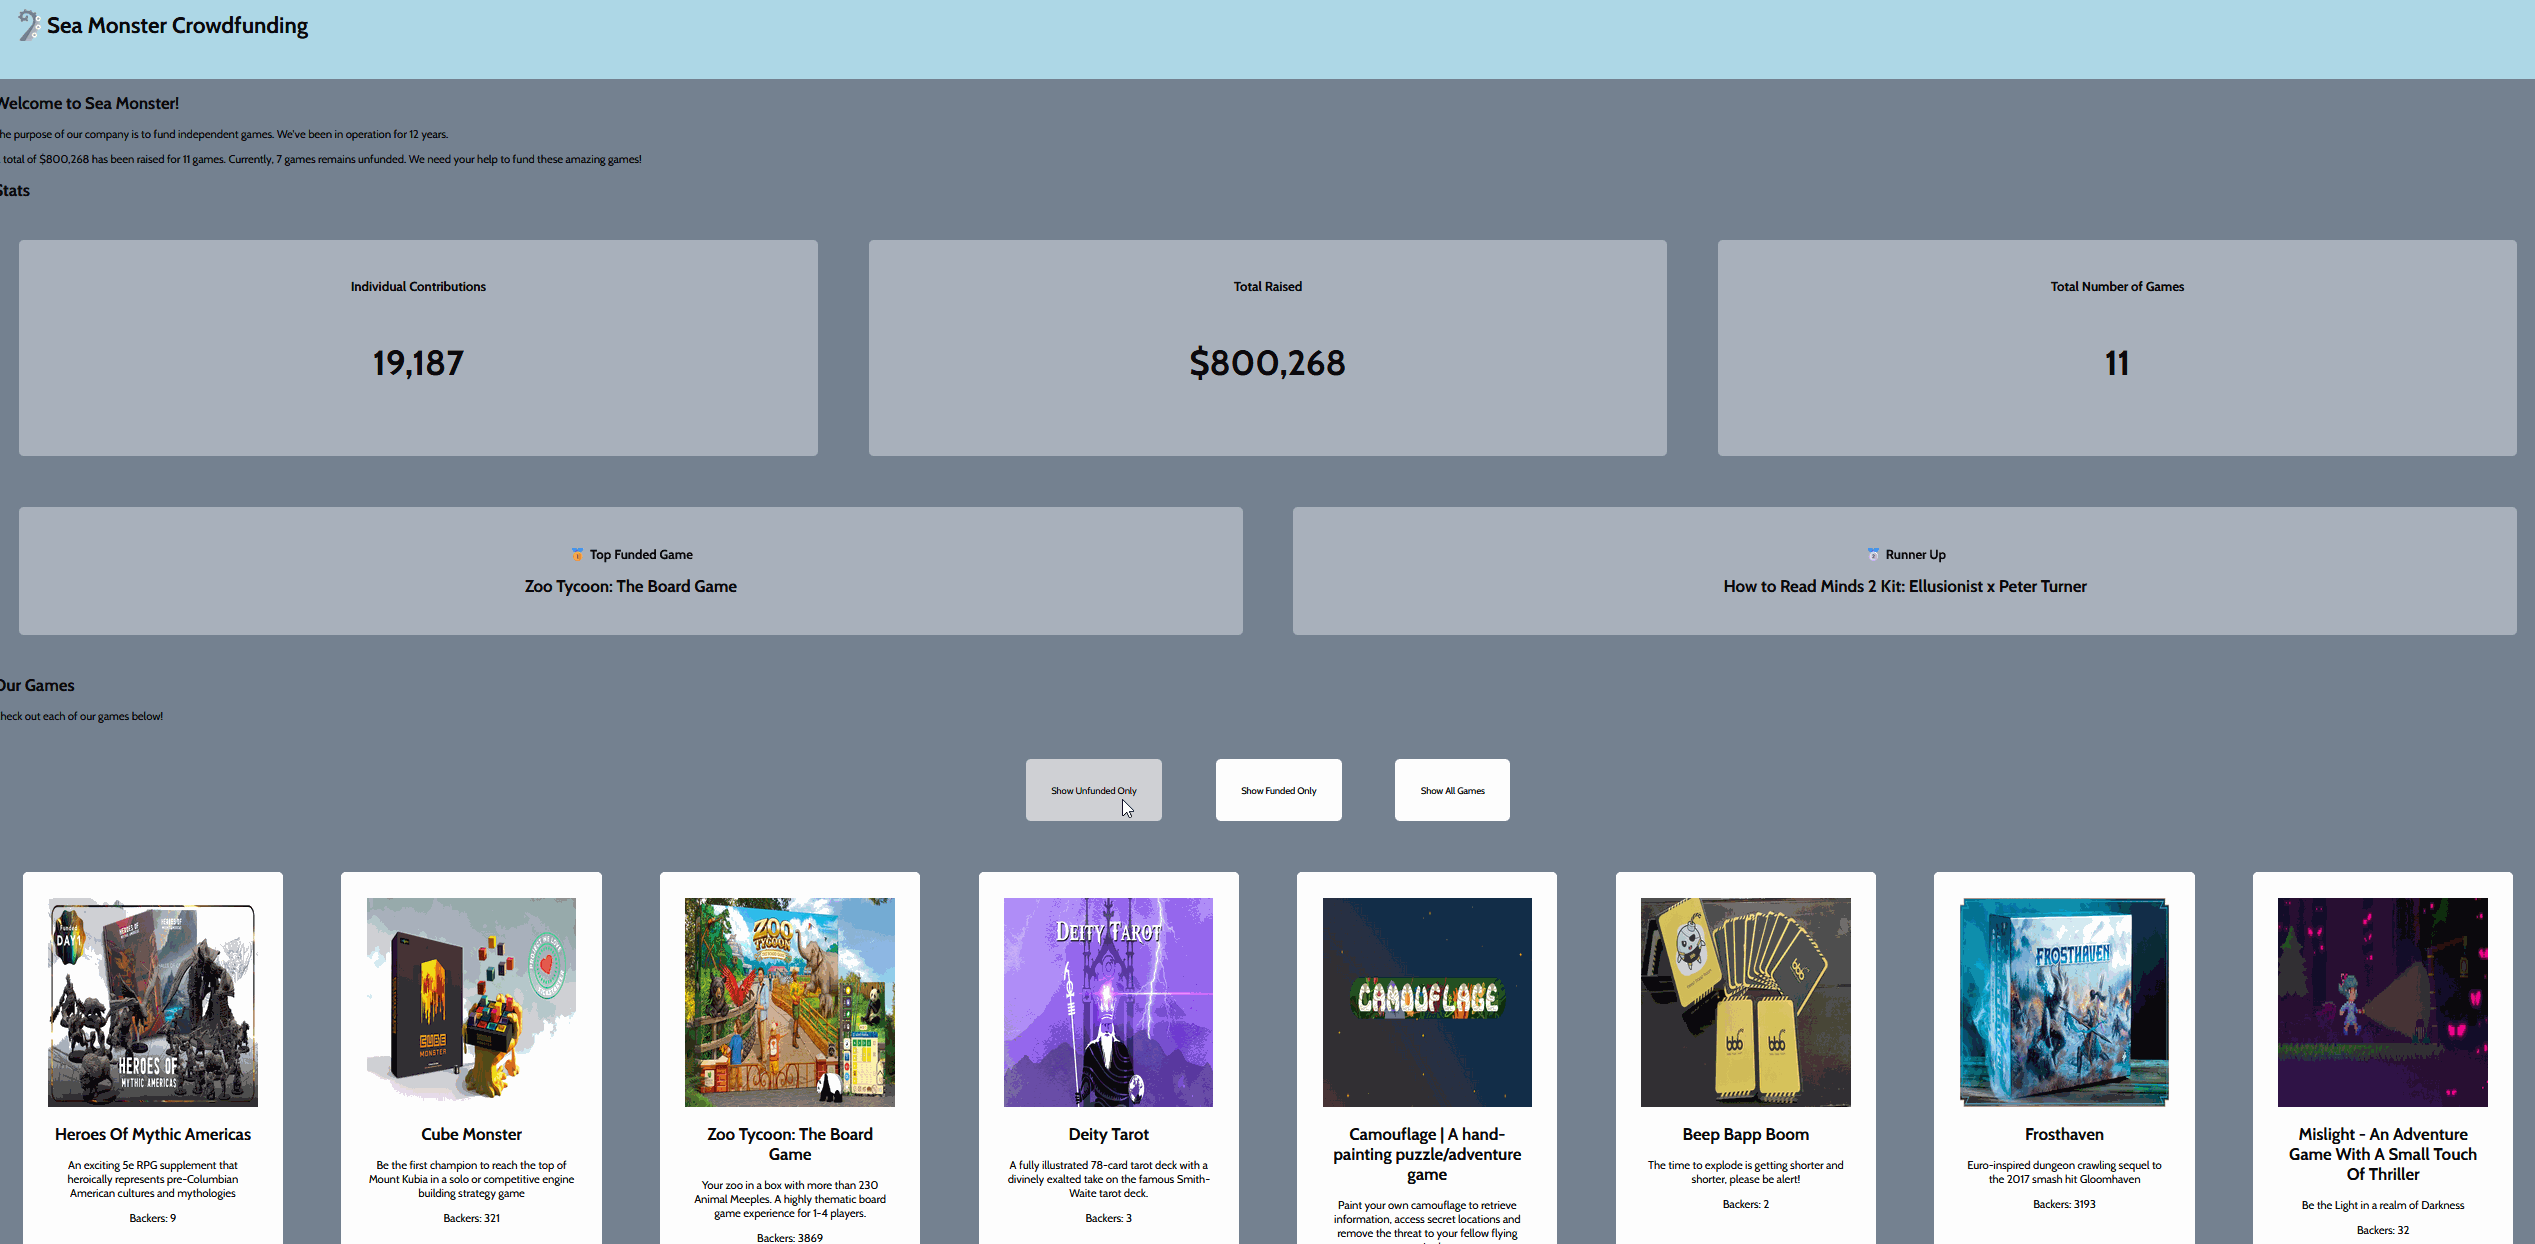 Sea Monster Crowdfunding
Welcome to Sea Monster!
he purpose of our company is to fund independent games. We've been in operation for 12 years.
total of $800,268 has been raised for 11 games. Currently, 7 games remains unfunded. We need your help to fund these amazing games!
Stats
Individual Contributions
19,187
Total Raised
$800,268
Total Number of Games
11
Top Funded Game
Zoo Tycoon: The Board Game
Runner Up
How to Read Minds 2 Kit: Ellusionist x Peter Turner
Our Games
heck out each of our games below!
Show Unfunded Only
Show Funded Only
Show All Games
Funded
DAY 1
HEROES OF
MYTHIC AMERICAS
Heroes Of Mythic Americas
An exciting 5e RPG supplement that
heroically represents pre-Columbian
American cultures and mythologies
Backers: 9
CUBE
MONSTER
Cube Monster
Be the first champion to reach the top of
Mount Kubia in a solo or competitive engine
building strategy game
Backers: 321
ZOO
TYCOON
Zoo Tycoon: The Board
Game
Your zoo in a box with more than 230
Animal Meeples. A highly thematic board
game experience for 1-4 players.
Backers: 3869
DEITY TAROT
Deity Tarot
A fully illustrated 78-card tarot deck with a
divinely exalted take on the famous Smith-
Waite tarot deck.
Backers: 3
CAMOUFLAGE
Camouflage | A hand-
painting puzzle/adventure
game
Paint your own camouflage to retrieve
information, access secret locations and
remove the threat to your fellow flying
bbb
bbb
bbb
Beep Bapp Boom
The time to explode is getting shorter and
shorter, please be alert!
Backers: 2
FROSTHAVEN
Frosthaven
Euro-inspired dungeon crawling sequel to
the 2017 smash hit Gloomhaven
Backers: 3193
Mislight - An Adventure
Game With A Small Touch
Of Thriller
Be the Light in a realm of Darkness
Backers: 32